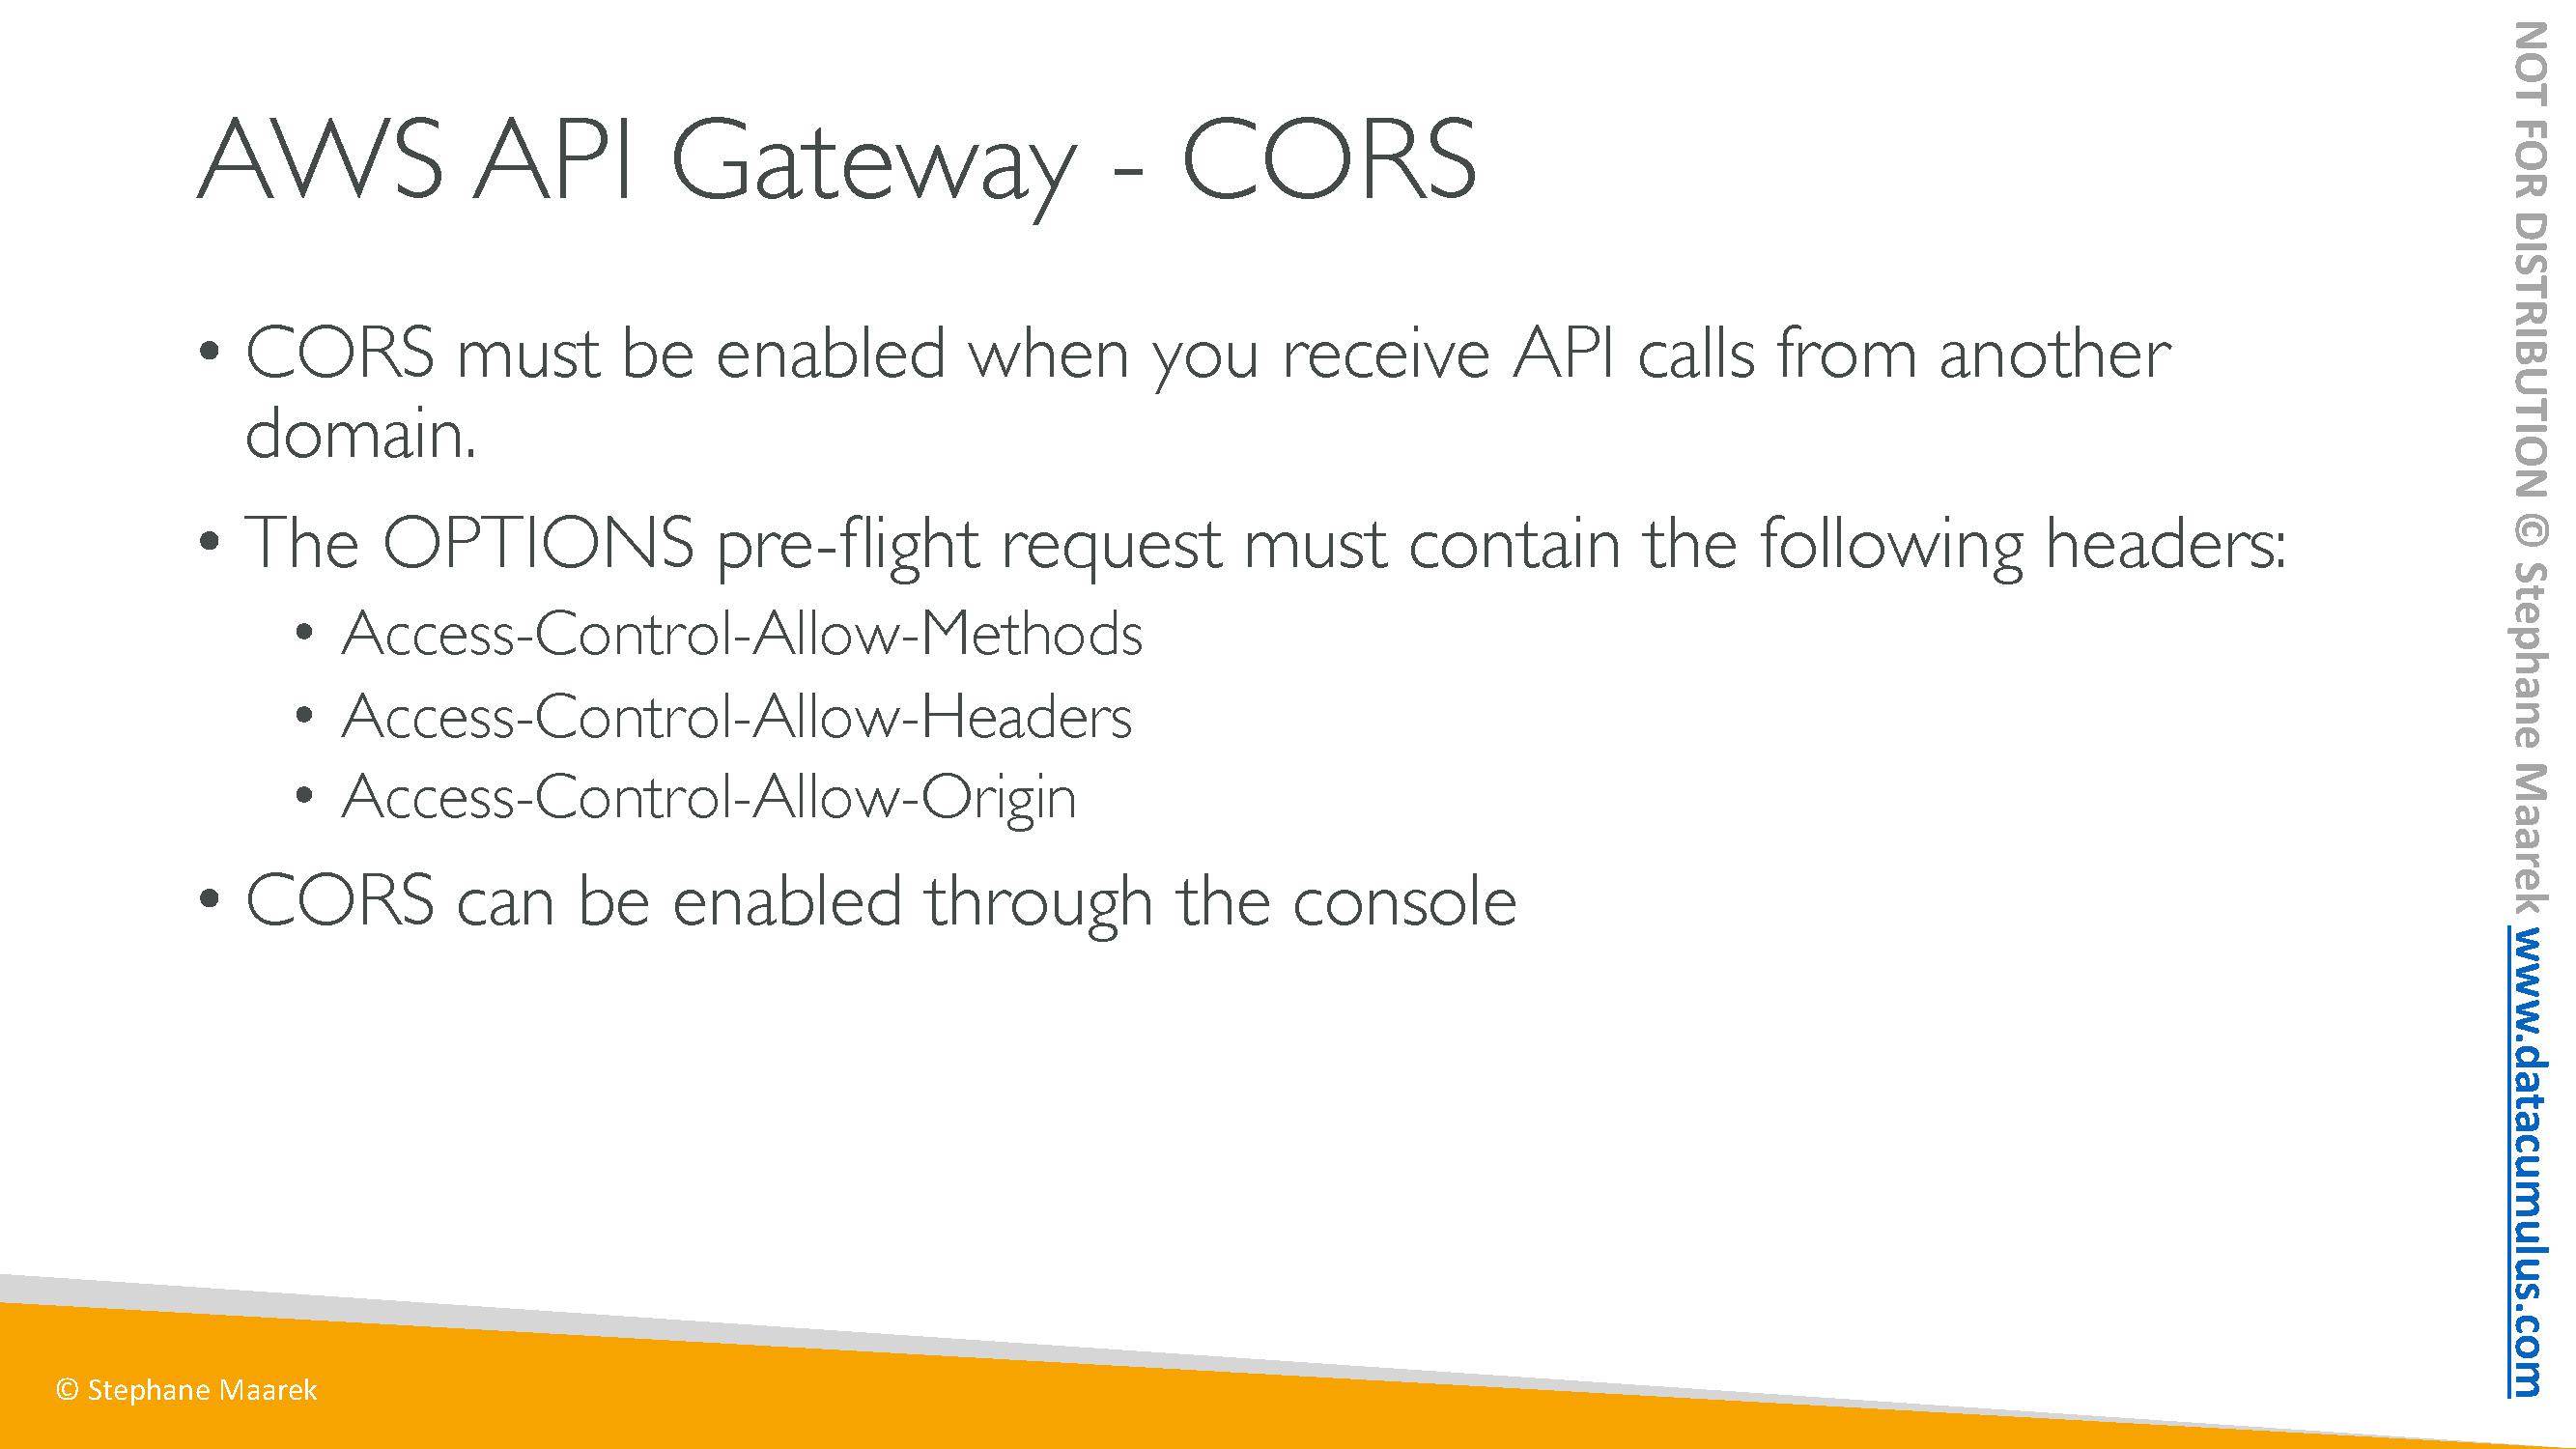 AWS API Gateway - CORS
• CORS must be enabled when you receive API calls from another
domain.
• The OPTIONS pre-flight request must contain the following headers:
• Access-Control-Allow-Methods
• Access-Control-Allow-Headers
• Access-Control-Allow-Origin
• CORS can be enabled through the console
© Stephane Maarek
NOT FOR DISTRIBUTION © Stephane Maarek www.datacumulus.com